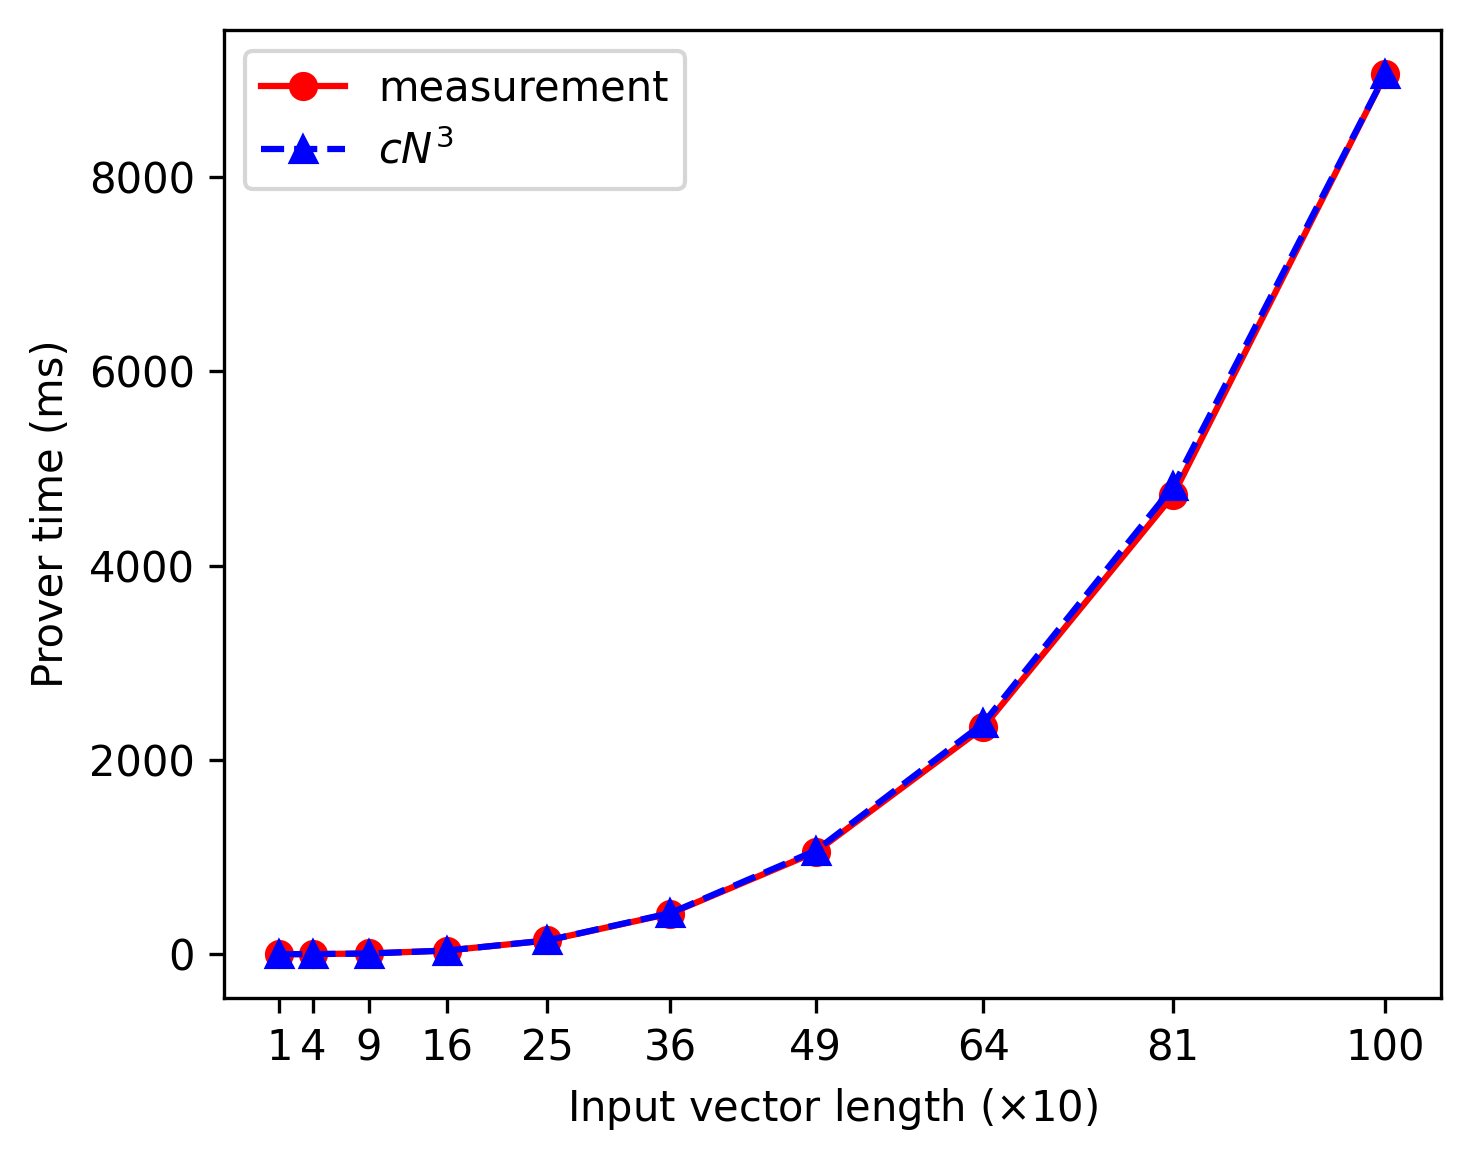 measurement
cN³
8000
6000
4000
2000
0
Prover time (ms)
1 4 9 16 25 36 49 64 81 100
Input vector length (×10)